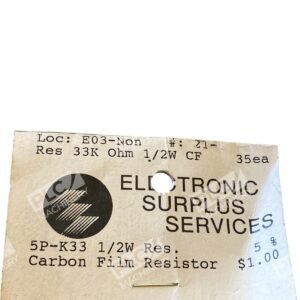 Loc: E03-Non #: 21-
Res 33K Ohm 1/2W CF 35ea
ELECTRONIC
SURPLUS
SERVICES
5P-K33 1/2W Res. 5 %
Carbon Film Resistor $1.00